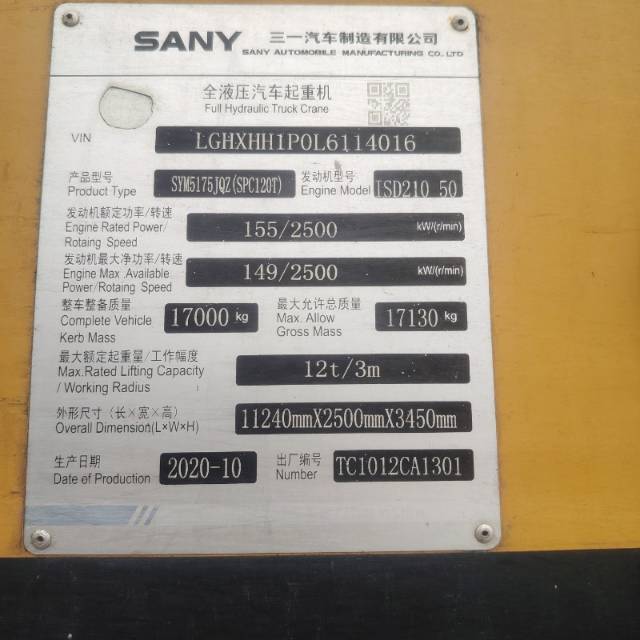 SANY 三一汽车制造有限公司
SANY AUTOMOBILE MANUFACTURING CO., LTD
全液压汽车起重机
Full Hydraulic Truck Crane
VIN LGHXHH1P0L6114016
产品型号 发动机型号
Product Type SYM5175JQZ(SPC120T) Engine Model ISD210 50
发动机额定功率/转速
Engine Rated Power/ 155/2500 kW/(r/min)
Rotaing Speed
发动机最大净功率/转速
Engine Max .Available 149/2500 kW/(r/min)
Power/Rotaing Speed
整车整备质量 最大允许总质量
Complete Vehicle 17000 kg Max. Allow 17130 kg
Kerb Mass Gross Mass
最大额定起重量/工作幅度
Max.Rated Lifting Capacity 12t/3m
/ Working Radius
外形尺寸（长×宽×高）
Overall Dimension(L×W×H) 11240mmX2500mmX3450mm
生产日期 出厂编号
Date of Production 2020-10 Number TC1012CA1301